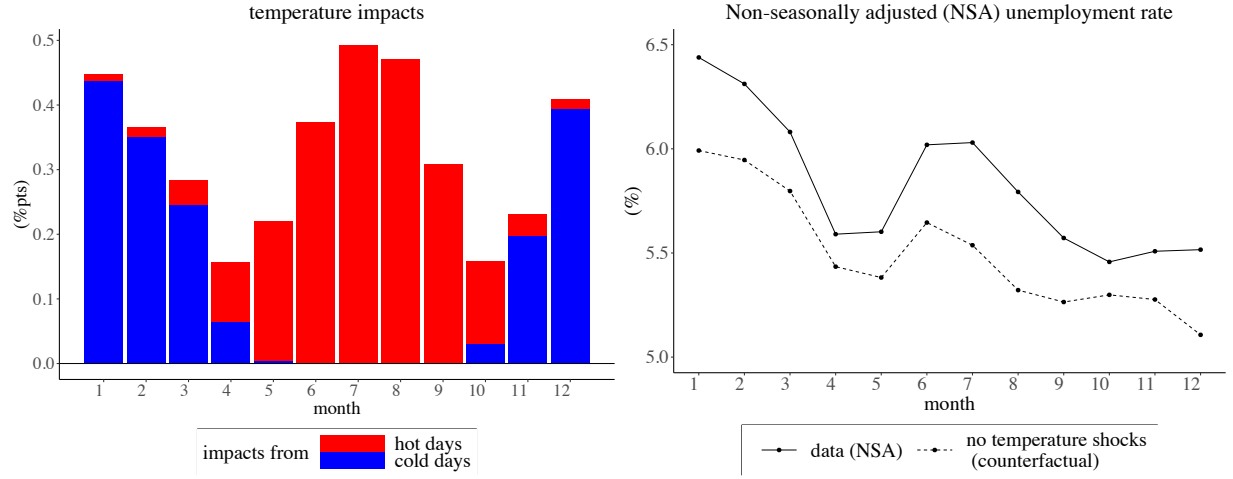 temperature impacts
0.5
0.4
0.3
0.2
0.1
0.0
(%pts)
1 2 3 4 5 6 7 8 9 10 11 12
month
impacts from
hot days
cold days
Non-seasonally adjusted (NSA) unemployment rate
6.5
6.0
5.5
5.0
(%)
1 2 3 4 5 6 7 8 9 10 11 12
month
data (NSA)
no temperature shocks
(counterfactual)